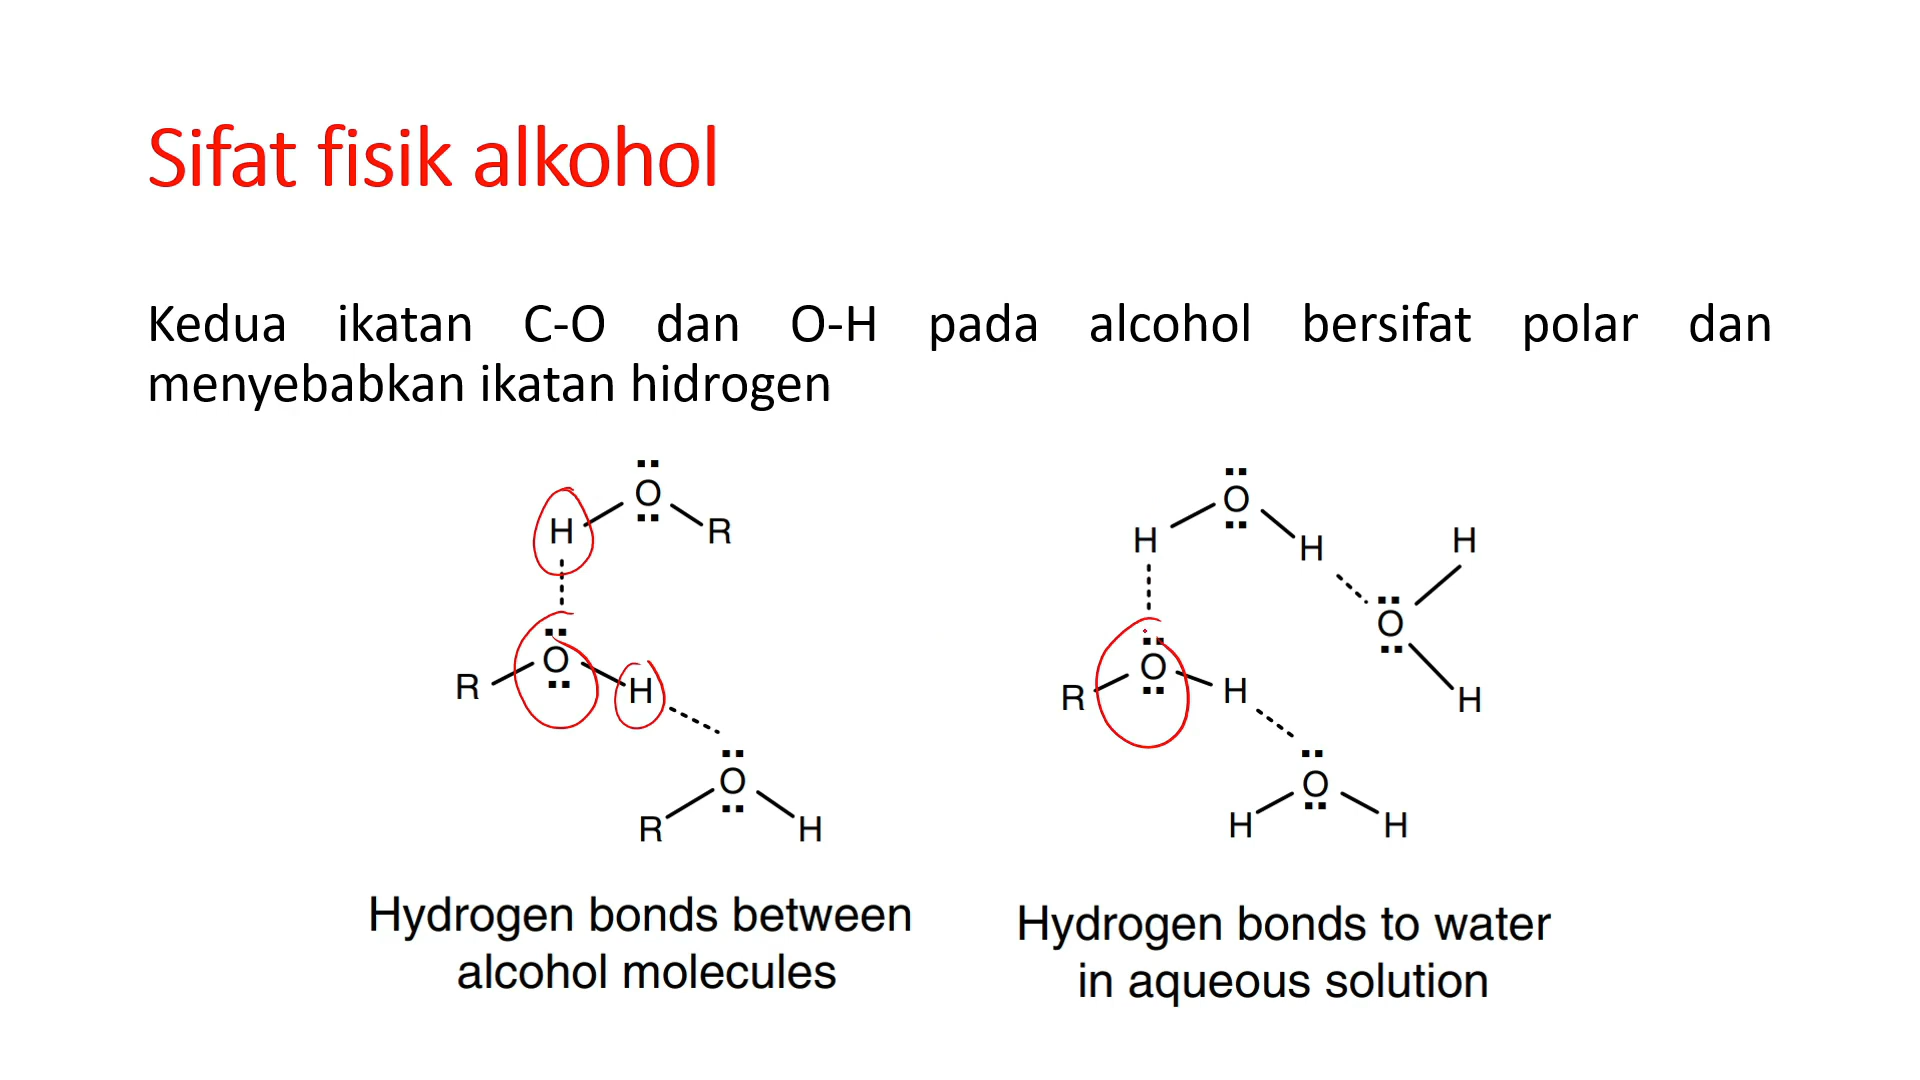 Sifat fisik alkohol
Kedua ikatan C-O dan O-H pada alcohol bersifat polar dan
menyebabkan ikatan hidrogen
O
H
R
O
R
H
O
R
H
Hydrogen bonds between
alcohol molecules
O
H
H
H
O
O
R
H
H
O
H
H
Hydrogen bonds to water
in aqueous solution